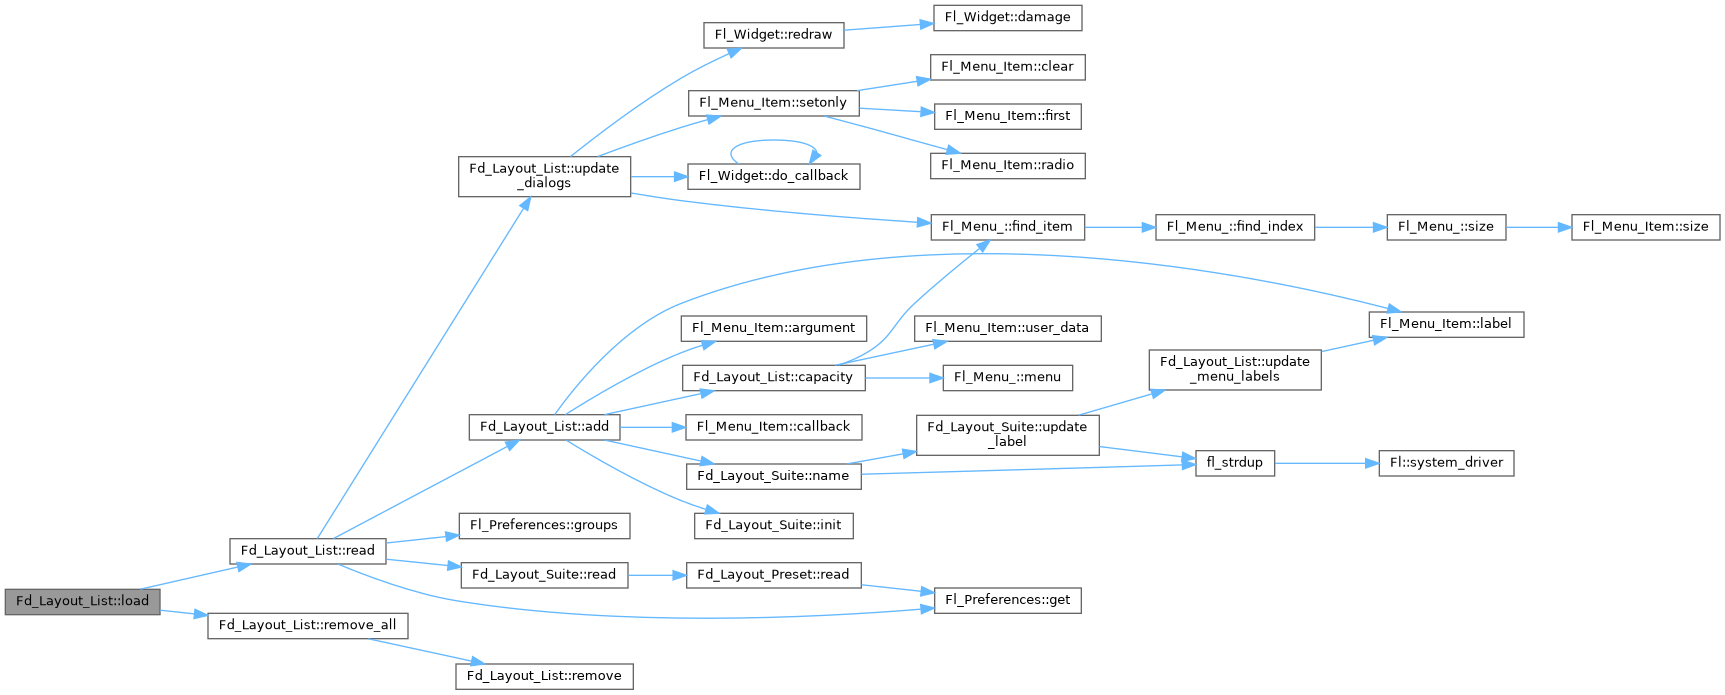 Fl_Widget::damage
Fl_Widget::redraw
Fl_Menu_Item::clear
Fl_Menu_Item::setonly
Fl_Menu_Item::first
Fl_Menu_Item::radio
Fd_Layout_List::update
_dialogs
Fl_Widget::do_callback
Fl_Menu_::find_item
Fl_Menu_::find_index
Fl_Menu_::size
Fl_Menu_Item::size
Fl_Menu_Item::argument
Fl_Menu_Item::user_data
Fl_Menu_Item::label
Fd_Layout_List::update
_menu_labels
Fd_Layout_List::capacity
Fl_Menu_::menu
Fd_Layout_List::add
Fl_Menu_Item::callback
Fd_Layout_Suite::update
_label
Fd_Layout_Suite::name
fl_strdup
Fl::system_driver
Fd_Layout_Suite::init
Fl_Preferences::groups
Fd_Layout_List::read
Fd_Layout_Suite::read
Fd_Layout_Preset::read
Fl_Preferences::get
Fd_Layout_List::load
Fd_Layout_List::remove_all
Fd_Layout_List::remove